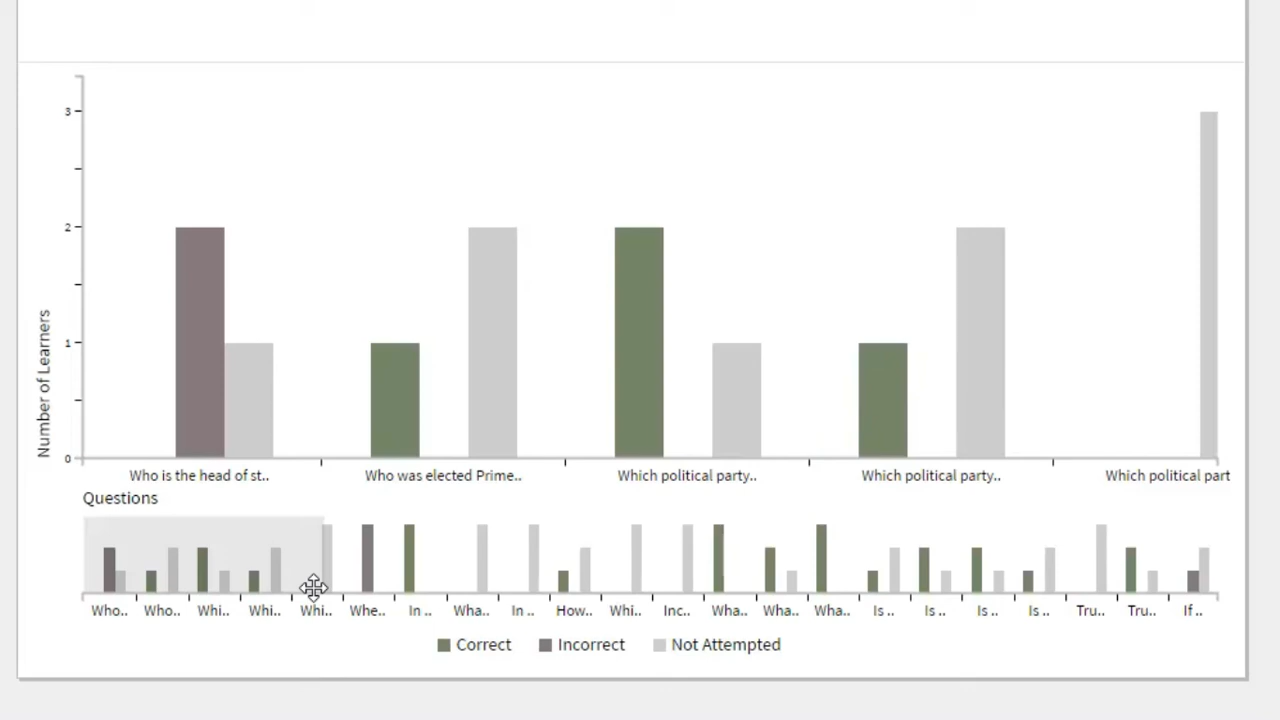 3
2
1
0
Number of Learners
Who is the head of st.. Who was elected Prime.. Which political party.. Which political party.. Which political part
Questions
Who.. Who.. Whi.. Whi.. Whi.. Whe.. In .. Wha.. In .. How.. Whi.. Inc.. Wha.. Wha.. Wha.. Is .. Is .. Is .. Is .. Tru.. Tru.. If ..
Correct Incorrect Not Attempted